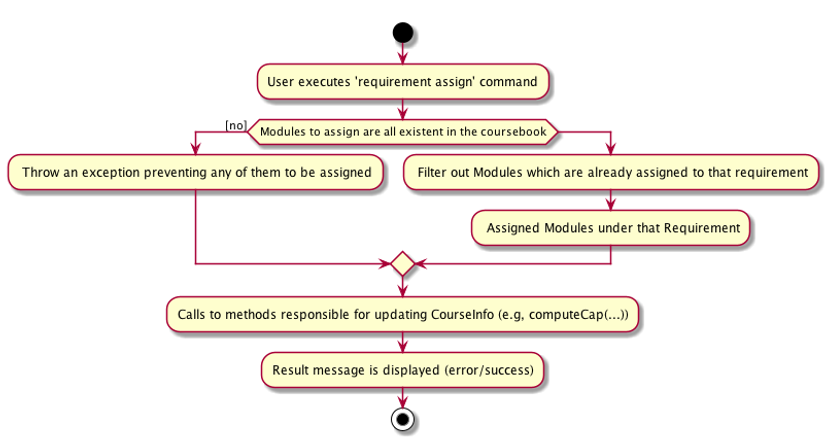 User executes 'requirement assign' command
[no]
Modules to assign are all existent in the coursebook
Throw an exception preventing any of them to be assigned
Filter out Modules which are already assigned to that requirement
Assigned Modules under that Requirement
Calls to methods responsible for updating CourseInfo (e.g, computeCap(...))
Result message is displayed (error/success)